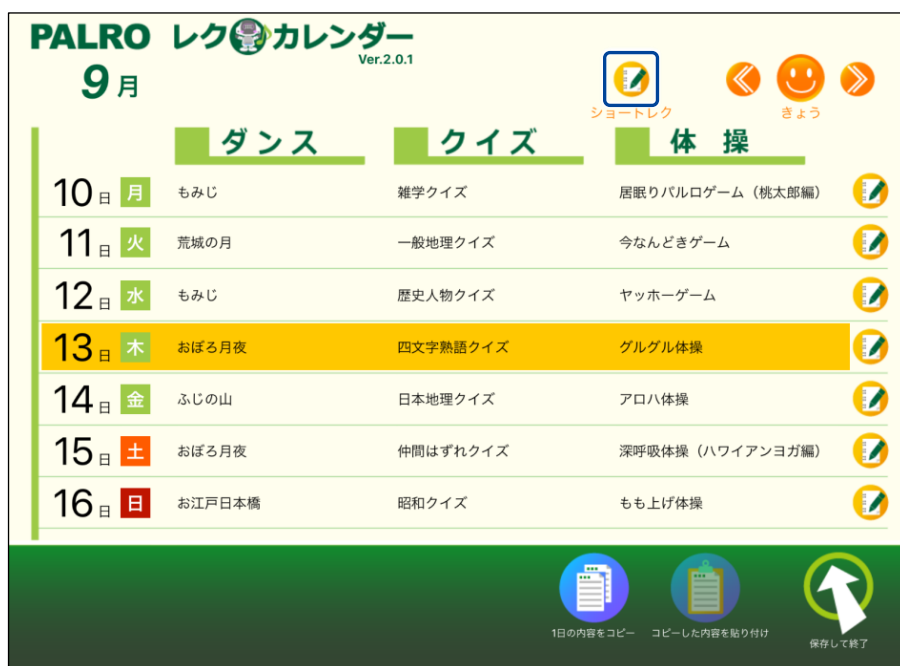 PALRO レクカレンダー
Ver.2.0.1
9月
ショートレク
きょう
ダンス クイズ 体操
10日 月 もみじ 雑学クイズ 居眠りパルロゲーム（桃太郎編）
11日 火 荒城の月 一般地理クイズ 今なんどきゲーム
12日 水 もみじ 歴史人物クイズ ヤッホーゲーム
13日 木 おぼろ月夜 四文字熟語クイズ グルグル体操
14日 金 ふじの山 日本地理クイズ アロハ体操
15日 土 おぼろ月夜 仲間はずれクイズ 深呼吸体操（ハワイアンヨガ編）
16日 日 お江戸日本橋 昭和クイズ もも上げ体操
1日の内容をコピー コピーした内容を貼り付け 保存して終了